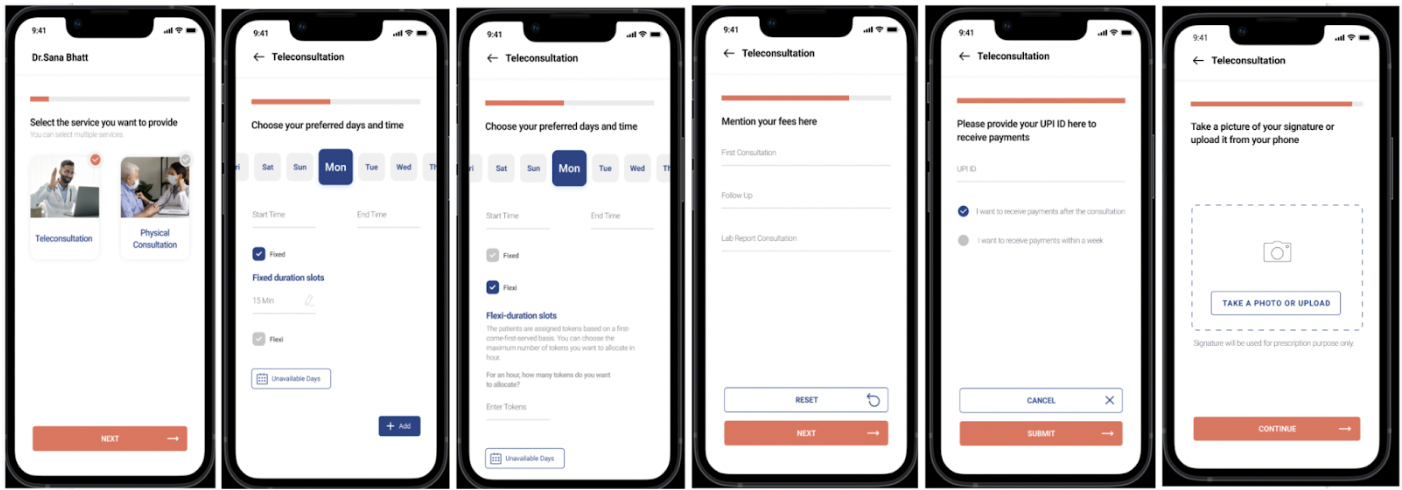 9:41
Dr.Sana Bhatt
Select the service you want to provide
You can select multiple services
Teleconsultation
Physical
Consultation
NEXT
9:41
Teleconsultation
Choose your preferred days and time
ri Sat Sun Mon Tue Wed Th
Start Time End Time
Fixed
Fixed duration slots
15 Min
Flexi
Unavailable Days
+ Add
9:41
Teleconsultation
Choose your preferred days and time
ri Sat Sun Mon Tue Wed Th
Start Time End Time
Fixed
Flexi
Flexi-duration slots
The patients are assigned tokens based on a first-
come-first-served basis. You can choose the
maximum number of tokens you want to allocate in
hour.
For an hour, how many tokens do you want
to allocate?
Enter Tokens
Unavailable Days
9:41
Teleconsultation
Mention your fees here
First Consultation
Follow Up
Lab Report Consultation
RESET
NEXT
9:41
Teleconsultation
Please provide your UPI ID here to
receive payments
UPI ID
I want to receive payments after the consultation
I want to receive payments within a week
CANCEL
SUBMIT
9:41
Teleconsultation
Take a picture of your signature or
upload it from your phone
TAKE A PHOTO OR UPLOAD
Signature will be used for prescription purpose only.
CONTINUE